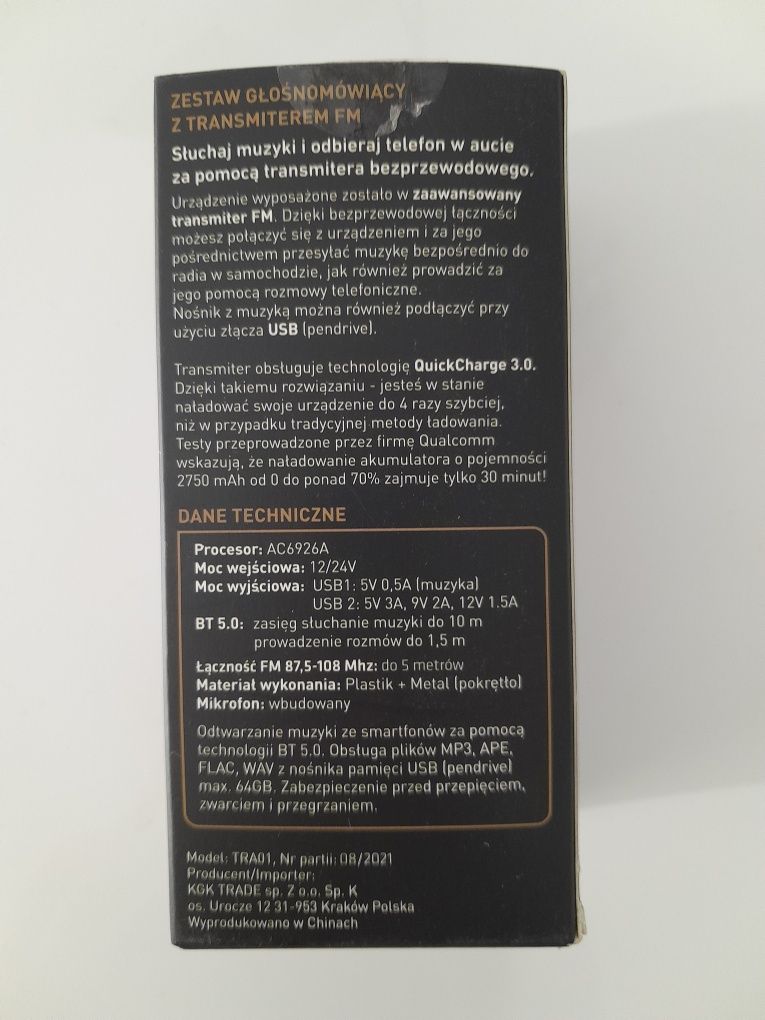 ZESTAW GŁOŚNOMÓWIĄCY
Z TRANSMITEREM FM
Słuchaj muzyki i odbieraj telefon w aucie
za pomocą transmitera bezprzewodowego.
Urządzenie wyposażone zostało w zaawansowany
transmiter FM. Dzięki bezprzewodowej łączności
możesz połączyć się z urządzeniem i za jego
pośrednictwem przesyłać muzykę bezpośrednio do
radia w samochodzie, jak również prowadzić za
jego pomocą rozmowy telefoniczne.
Nośnik z muzyką można również podłączyć przy
użyciu złącza USB (pendrive).
Transmiter obsługuje technologię QuickCharge 3.0.
Dzięki takiemu rozwiązaniu - jesteś w stanie
naładować swoje urządzenie do 4 razy szybciej,
niż w przypadku tradycyjnej metody ładowania.
Testy przeprowadzone przez firmę Qualcomm
wskazują, że naładowanie akumulatora o pojemności
2750 mAh od 0 do ponad 70% zajmuje tylko 30 minut!
DANE TECHNICZNE
Procesor: AC6926A
Moc wejściowa: 12/24V
Moc wyjściowa: USB1: 5V 0,5A (muzyka)
USB 2: 5V 3A, 9V 2A, 12V 1.5A
BT 5.0: zasięg słuchanie muzyki do 10 m
prowadzenie rozmów do 1,5 m
Łączność FM 87,5-108 Mhz: do 5 metrów
Materiał wykonania: Plastik + Metal (pokrętło)
Mikrofon: wbudowany
Odtwarzanie muzyki ze smartfonów za pomocą
technologii BT 5.0. Obsługa plików MP3, APE,
FLAC, WAV z nośnika pamięci USB (pendrive)
max. 64GB. Zabezpieczenie przed przepięciem,
zwarciem i przegrzaniem.
Model: TRA01, Nr partii: 08/2021
Producent/Importer:
KGK TRADE sp. Z o.o. Sp. K
os. Urocze 12 31-953 Kraków Polska
Wyprodukowano w Chinach